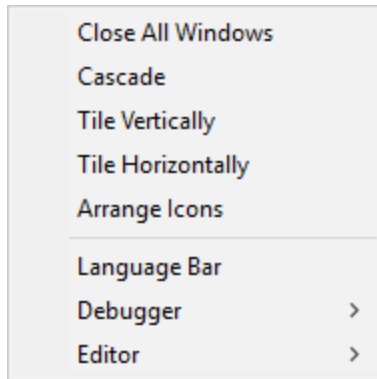 Close All Windows
Cascade
Tile Vertically
Tile Horizontally
Arrange Icons
Language Bar
Debugger
Editor